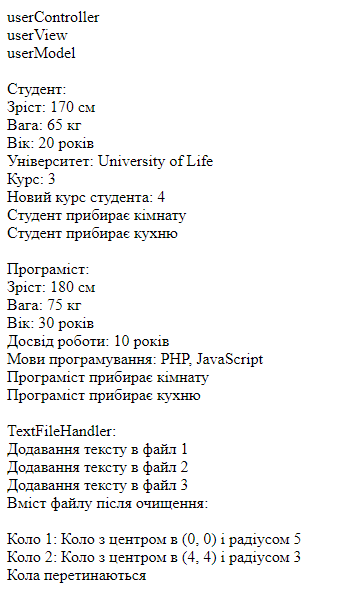 userController
userView
userModel
Студент:
Зріст: 170 см
Вага: 65 кг
Вік: 20 років
Університет: University of Life
Курс: 3
Новий курс студента: 4
Студент прибирає кімнату
Студент прибирає кухню
Програміст:
Зріст: 180 см
Вага: 75 кг
Вік: 30 років
Досвід роботи: 10 років
Мови програмування: PHP, JavaScript
Програміст прибирає кімнату
Програміст прибирає кухню
TextFileHandler:
Додавання тексту в файл 1
Додавання тексту в файл 2
Додавання тексту в файл 3
Вміст файлу після очищення:
Коло 1: Коло з центром в (0, 0) і радіусом 5
Коло 2: Коло з центром в (4, 4) і радіусом 3
Кола перетинаються